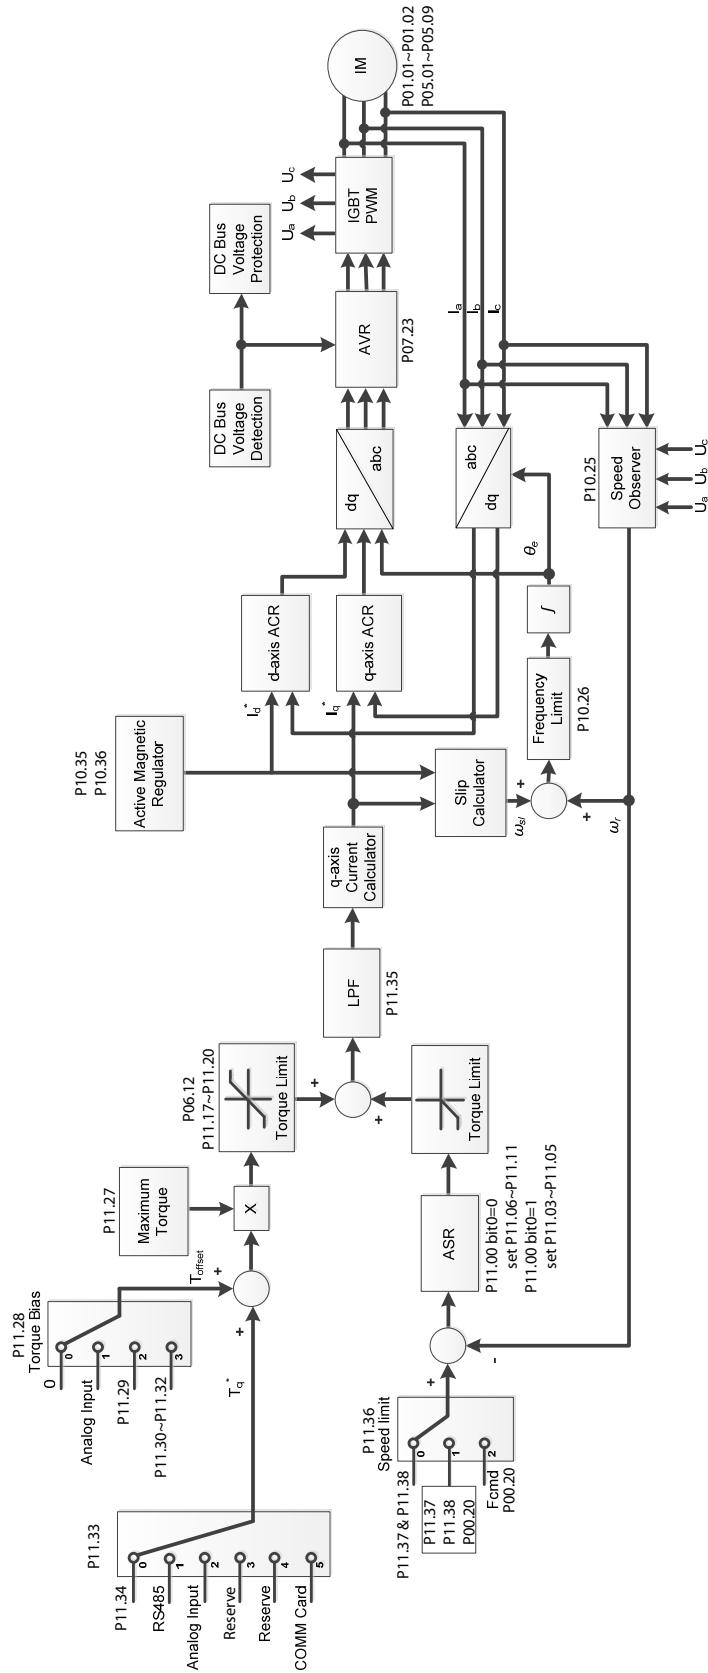 P11.33
P11.34
RS485
Analog Input
Reserve
Reserve
COMM Card
0
1
2
3
4
5
Tq*
+
P11.28
Torque Bias
0
Analog Input
P11.29
P11.30~P11.32
0
1
2
3
Toffset
+
P11.27
Maximum
Torque
X
P06.12
P11.17~P11.20
Torque Limit
+
P11.36
Speed limit
P11.37 & P11.38
P11.37
P11.38
P00.20
Fcmd
P00.20
0
1
2
+
-
ASR
P11.00 bit0=0
set P11.06~P11.11
P11.00 bit0=1
set P11.03~P11.05
Torque Limit
+
LPF
P11.35
q-axis
Current
Calculator
P10.35
P10.36
Active Magnetic
Regulator
Slip
Calculator
ωsl
+
+
ωr
Frequency
Limit
P10.26
∫
θe
Id*
Iq*
d-axis ACR
q-axis ACR
dq
abc
abc
dq
P10.25
Speed
Observer
Ua
Ub
Uc
DC Bus
Voltage
Detection
DC Bus
Voltage
Protection
AVR
P07.23
Ia
Ib
Ic
IGBT
PWM
Ua
Ub
Uc
IM
P01.01~P01.02
P05.01~P05.09